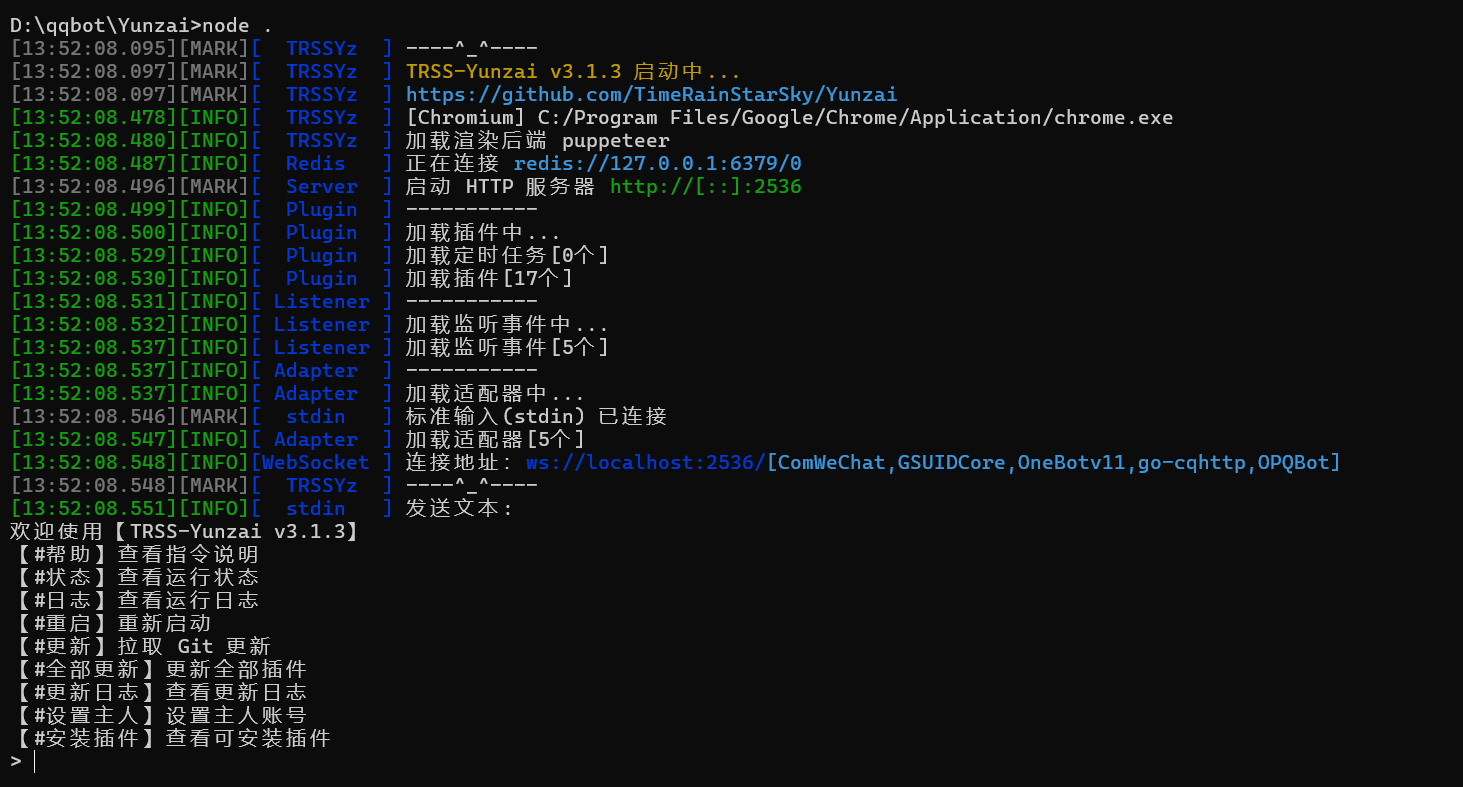 D:\qqbot\Yunzai>node .
[13:52:08.095][MARK][  TRSSYz  ] ----^_^----
[13:52:08.097][MARK][  TRSSYz  ] TRSS-Yunzai v3.1.3 启动中...
[13:52:08.097][MARK][  TRSSYz  ] https://github.com/TimeRainStarSky/Yunzai
[13:52:08.478][INFO][  TRSSYz  ] [Chromium] C:/Program Files/Google/Chrome/Application/chrome.exe
[13:52:08.480][INFO][  TRSSYz  ] 加载渲染后端 puppeteer
[13:52:08.487][INFO][  Redis   ] 正在连接 redis://127.0.0.1:6379/0
[13:52:08.496][MARK][  Server  ] 启动 HTTP 服务器 http://[::]:2536
[13:52:08.499][INFO][  Plugin  ] -----------
[13:52:08.500][INFO][  Plugin  ] 加载插件中...
[13:52:08.529][INFO][  Plugin  ] 加载定时任务[0个]
[13:52:08.530][INFO][  Plugin  ] 加载插件[17个]
[13:52:08.531][INFO][ Listener ] -----------
[13:52:08.532][INFO][ Listener ] 加载监听事件中...
[13:52:08.537][INFO][ Listener ] 加载监听事件[5个]
[13:52:08.537][INFO][ Adapter  ] -----------
[13:52:08.537][INFO][ Adapter  ] 加载适配器中...
[13:52:08.546][MARK][  stdin   ] 标准输入(stdin) 已连接
[13:52:08.547][INFO][ Adapter  ] 加载适配器[5个]
[13:52:08.548][INFO][WebSocket ] 连接地址: ws://localhost:2536/[ComWeChat,GSUIDCore,OneBotv11,go-cqhttp,OPQBot]
[13:52:08.548][MARK][  TRSSYz  ] ----^_^----
[13:52:08.551][INFO][  stdin   ] 发送文本:
欢迎使用【TRSS-Yunzai v3.1.3】
【#帮助】查看指令说明
【#状态】查看运行状态
【#日志】查看运行日志
【#重启】重新启动
【#更新】拉取 Git 更新
【#全部更新】更新全部插件
【#更新日志】查看更新日志
【#设置主人】设置主人账号
【#安装插件】查看可安装插件
>